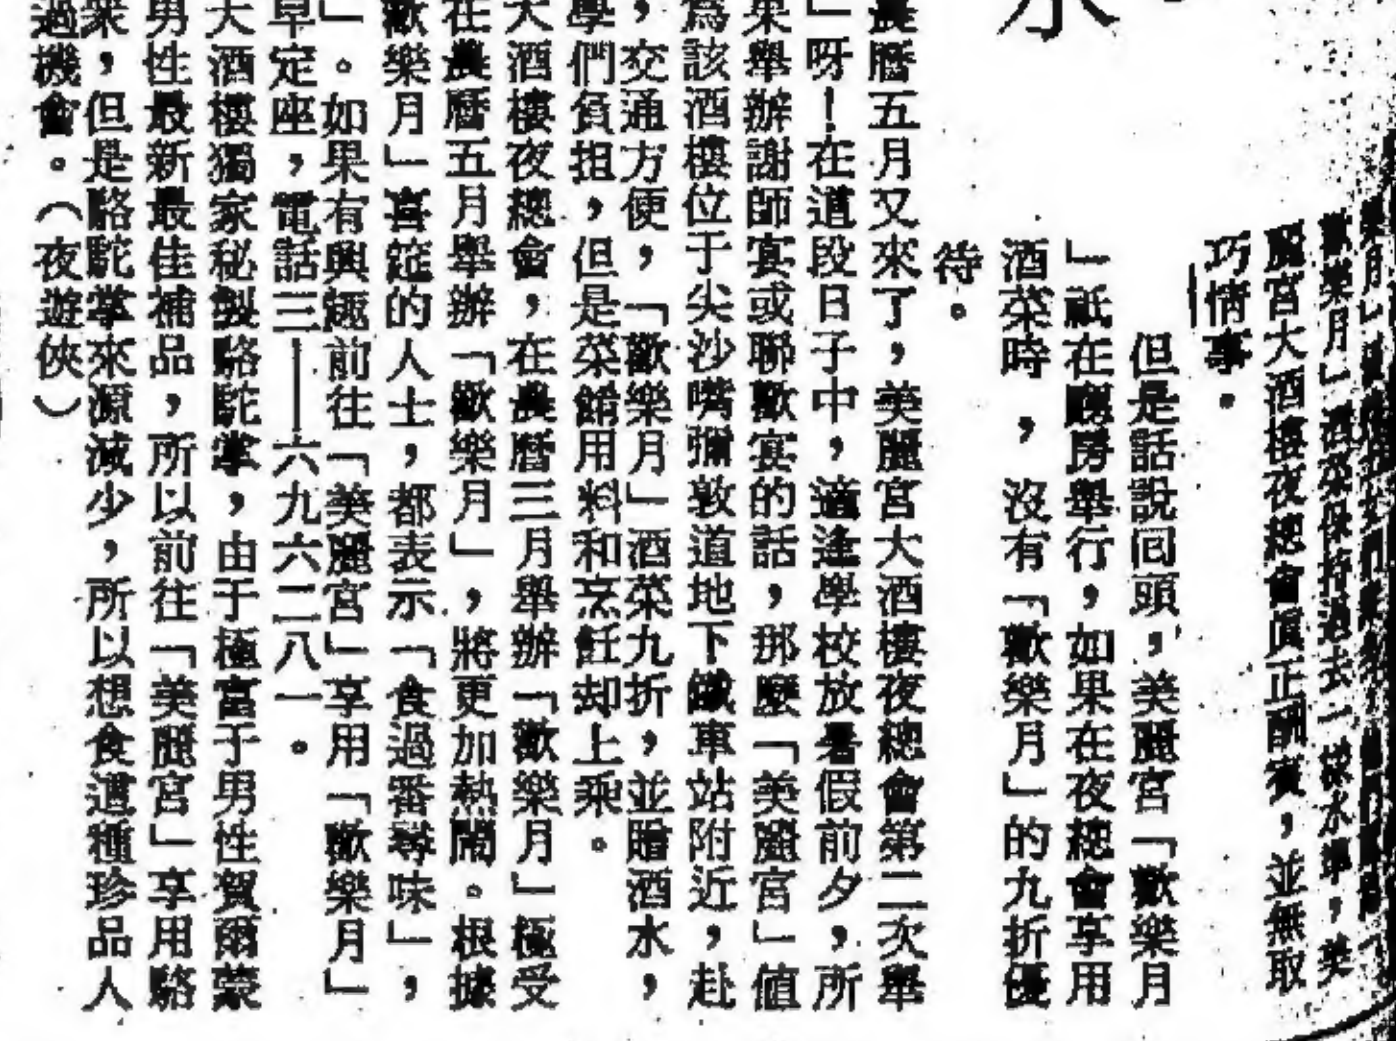 歡樂月」酒菜保持過去一樣水準，美
麗宮大酒樓夜總會眞正酬賓，並無取
巧情事。
但是話說回頭，美麗宮「歡樂月
」祇在廳房舉行，如果在夜總會享用
酒菜時，沒有「歡樂月」的九折優
待。
農曆五月又來了，美麗宮大酒樓夜總會第二次舉
」呀！在這段日子中，適逢學校放暑假前夕，所
果舉辦謝師宴或聯歡宴的話，那麼「美麗宮」值
爲該酒樓位于尖沙嘴彌敦道地下鐵車站附近，赴
，交通方便，「歡樂月」酒菜九折，並贈酒水，
學們負担，但是菜餚用料和烹飪却上乘。
大酒樓夜總會，在農曆三月舉辦「歡樂月」極受
在農曆五月舉辦「歡樂月」，將更加熱鬧。根據
歡樂月」喜筵的人士，都表示「食過番尋味」，
」。如果有興趣前往「美麗宮」享用「歡樂月」
早定座，電話三——六九六二八一。
大酒樓獨家秘製駱駝掌，由于極富于男性賀爾蒙
男性最新最佳補品，所以前往「美麗宮」享用駱
衆，但是駱駝掌來源減少，所以想食這種珍品人
過機會。（夜遊俠）